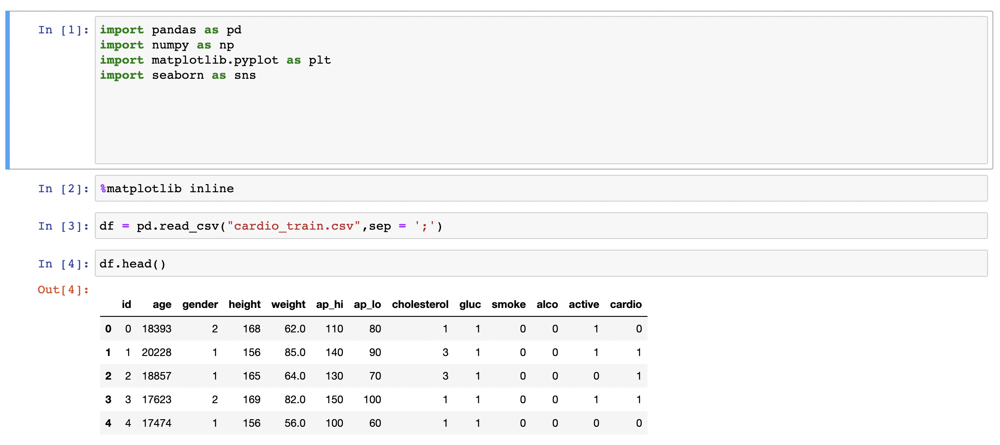 In [1]: import pandas as pd
import numpy as np
import matplotlib.pyplot as plt
import seaborn as sns
In [2]: %matplotlib inline
In [3]: df = pd.read_csv("cardio_train.csv",sep = ';')
In [4]: df.head()
Out[4]:
id age gender height weight ap_hi ap_lo cholesterol gluc smoke alco active cardio
0 0 18393 2 168 62.0 110 80 1 1 0 0 1 0
1 1 20228 1 156 85.0 140 90 3 1 0 0 1 1
2 2 18857 1 165 64.0 130 70 3 1 0 0 0 1
3 3 17623 2 169 82.0 150 100 1 1 0 0 1 1
4 4 17474 1 156 56.0 100 60 1 1 0 0 0 0